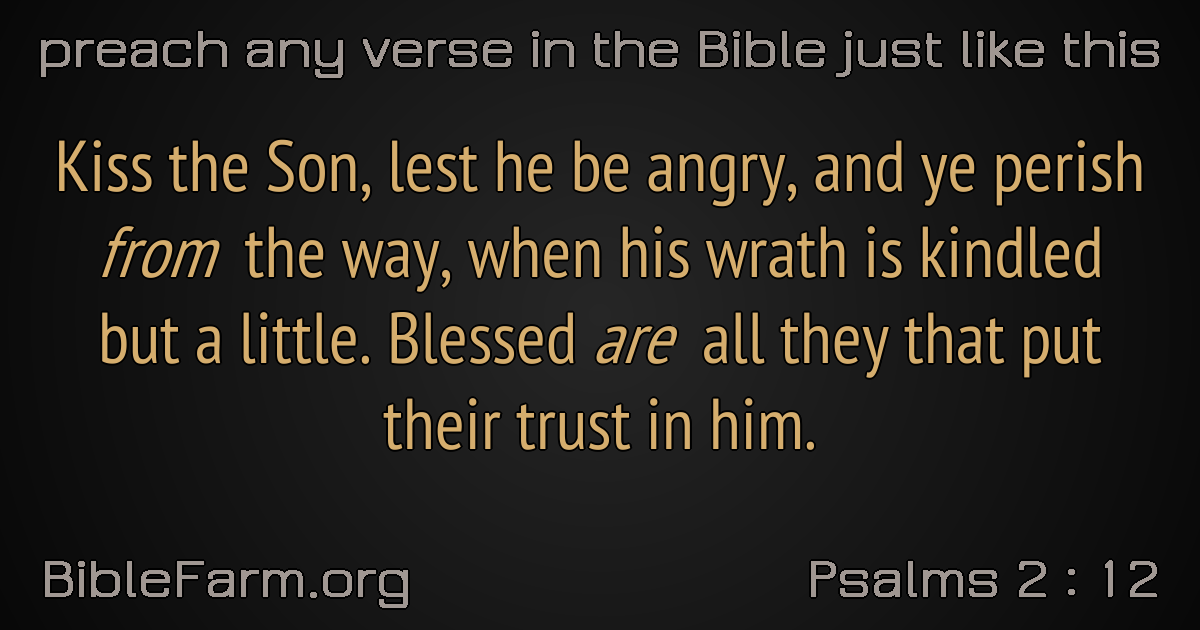 preach any verse in the Bible just like this
Kiss the Son, lest he be angry, and ye perish
from the way, when his wrath is kindled
but a little. Blessed are all they that put
their trust in him.
BibleFarm.org
Psalms 2 : 12